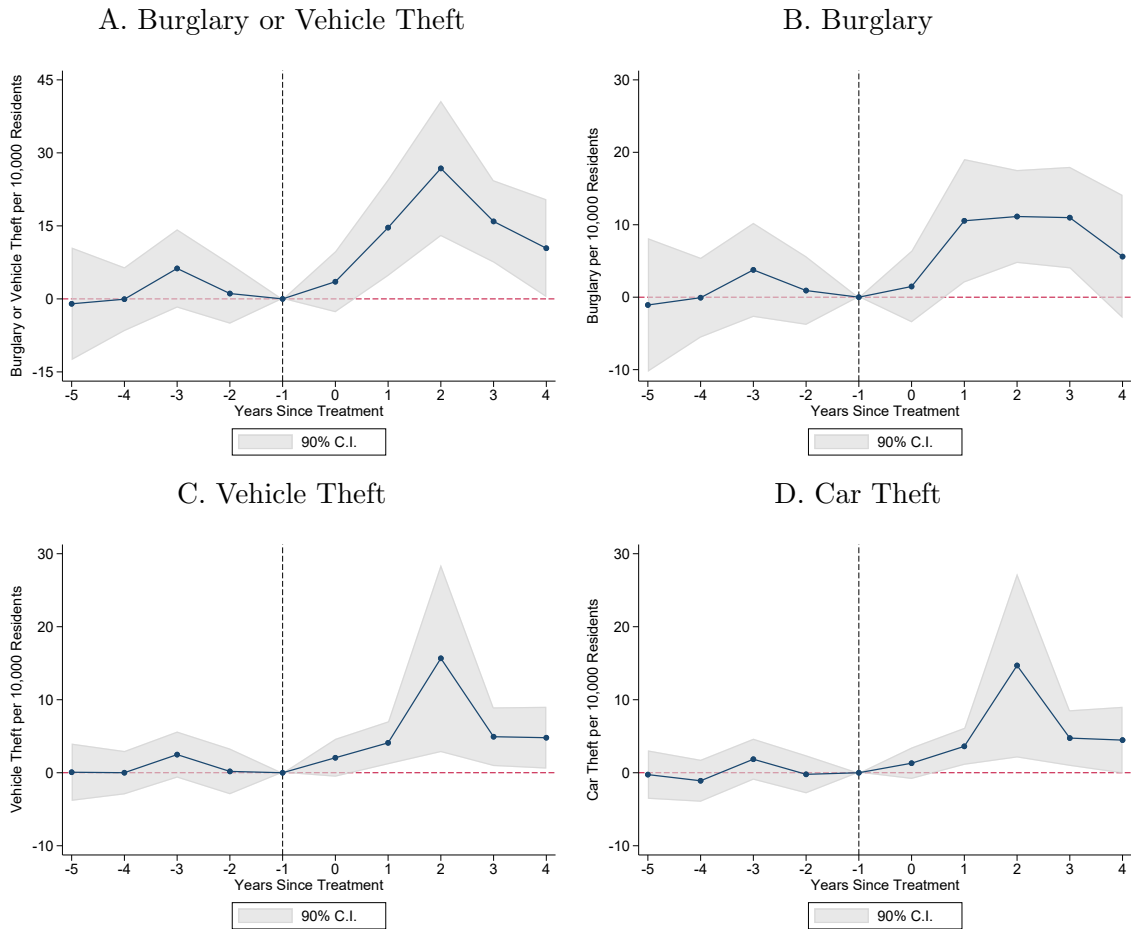 A. Burglary or Vehicle Theft
Burglary or Vehicle Theft per 10,000 Residents
45
30
15
0
-15
-5 -4 -3 -2 -1 0 1 2 3 4
Years Since Treatment
90% C.I.
B. Burglary
Burglary per 10,000 Residents
30
20
10
0
-10
-5 -4 -3 -2 -1 0 1 2 3 4
Years Since Treatment
90% C.I.
C. Vehicle Theft
Vehicle Theft per 10,000 Residents
30
20
10
0
-10
-5 -4 -3 -2 -1 0 1 2 3 4
Years Since Treatment
90% C.I.
D. Car Theft
Car Theft per 10,000 Residents
30
20
10
0
-10
-5 -4 -3 -2 -1 0 1 2 3 4
Years Since Treatment
90% C.I.